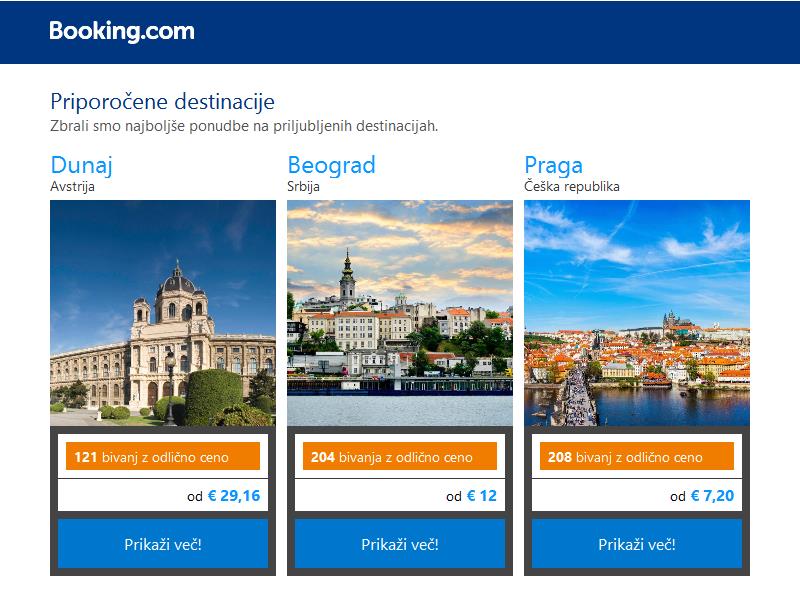 Booking.com
Priporočene destinacije
Zbrali smo najboljše ponudbe na priljubljenih destinacijah.
Dunaj
Avstrija
121 bivanj z odlično ceno
od € 29,16
Prikaži več!
Beograd
Srbija
204 bivanja z odlično ceno
od € 12
Prikaži več!
Praga
Češka republika
208 bivanj z odlično ceno
od € 7,20
Prikaži več!